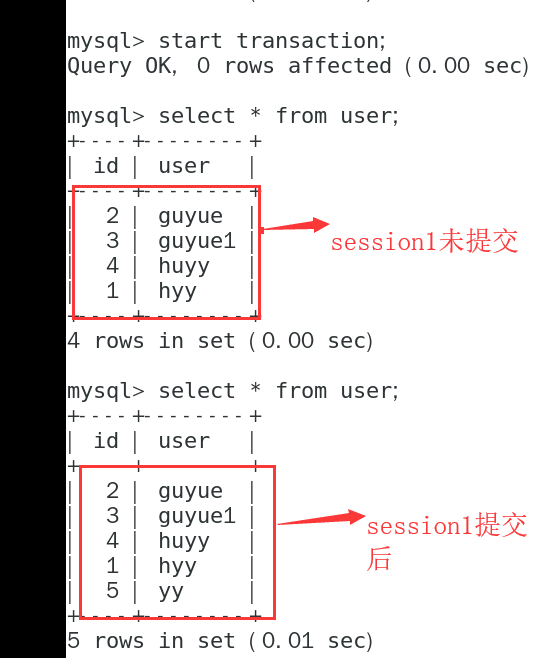 mysql> start transaction;
Query OK, 0 rows affected (0.00 sec)
mysql> select * from user;
+----+--------+
| id | user   |
+----+--------+
|  2 | guyue  |
|  3 | guyue1 |
|  4 | huyy   |
|  1 | hyy    |
+----+--------+
session1未提交
4 rows in set (0.00 sec)
mysql> select * from user;
+----+--------+
| id | user   |
+----+--------+
|  2 | guyue  |
|  3 | guyue1 |
|  4 | huyy   |
|  1 | hyy    |
|  5 | yy     |
+----+--------+
session1提交
后
5 rows in set (0.01 sec)